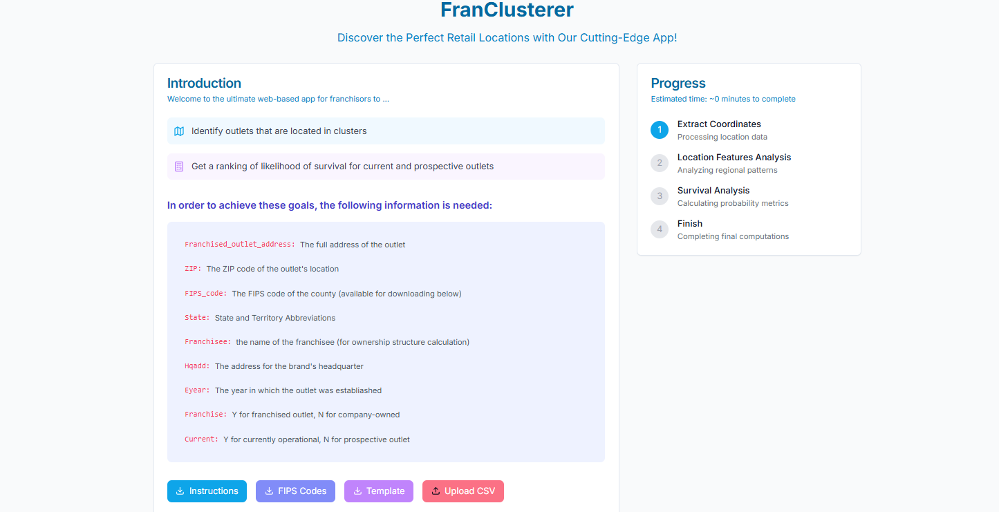 FranClusterer
Discover the Perfect Retail Locations with Our Cutting-Edge App!
Introduction
Welcome to the ultimate web-based app for franchisors to ...
Identify outlets that are located in clusters
Get a ranking of likelihood of survival for current and prospective outlets
In order to achieve these goals, the following information is needed:
Franchised_outlet_address: The full address of the outlet
ZIP: The ZIP code of the outlet's location
FIPS_code: The FIPS code of the county (available for downloading below)
State: State and Territory Abbreviations
Franchisee: the name of the franchisee (for ownership structure calculation)
Hqadd: The address for the brand's headquarter
Eyear: The year in which the outlet was establiashed
Franchise: Y for franchised outlet, N for company-owned
Current: Y for currently operational, N for prospective outlet
Instructions
FIPS Codes
Template
Upload CSV
Progress
Estimated time: ~0 minutes to complete
1
Extract Coordinates
Processing location data
2
Location Features Analysis
Analyzing regional patterns
3
Survival Analysis
Calculating probability metrics
4
Finish
Completing final computations